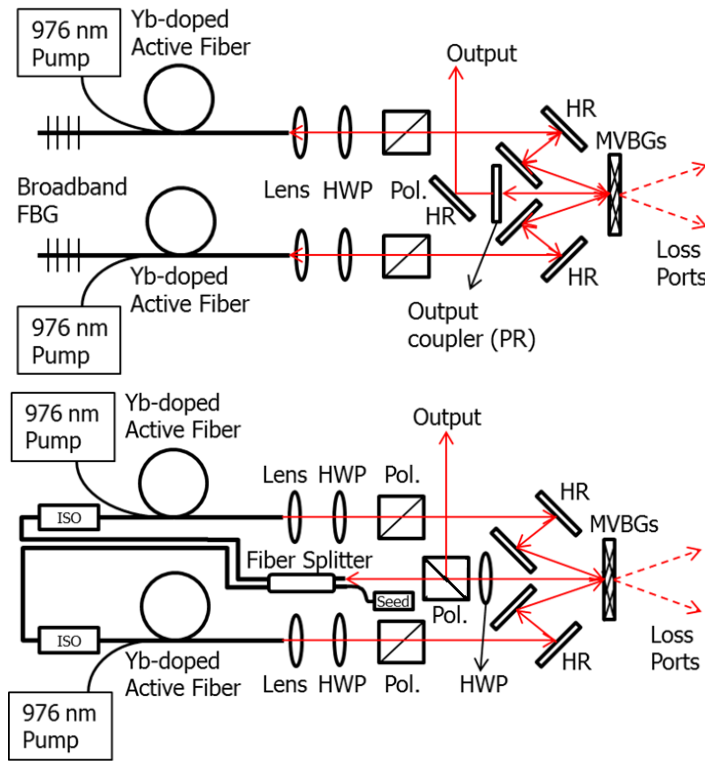 976 nm
Pump
Yb-doped
Active Fiber
Output
HR
MVBGs
Lens
HWP
Pol.
HR
Broadband
FBG
Yb-doped
Active Fiber
HR
Loss
Ports
976 nm
Pump
Output
coupler (PR)
976 nm
Pump
Yb-doped
Active Fiber
Output
Lens
HWP
Pol.
HR
MVBGs
ISO
Fiber Splitter
Seed
Pol.
ISO
Yb-doped
Active Fiber
HR
Loss
Ports
Lens
HWP
Pol.
HWP
976 nm
Pump